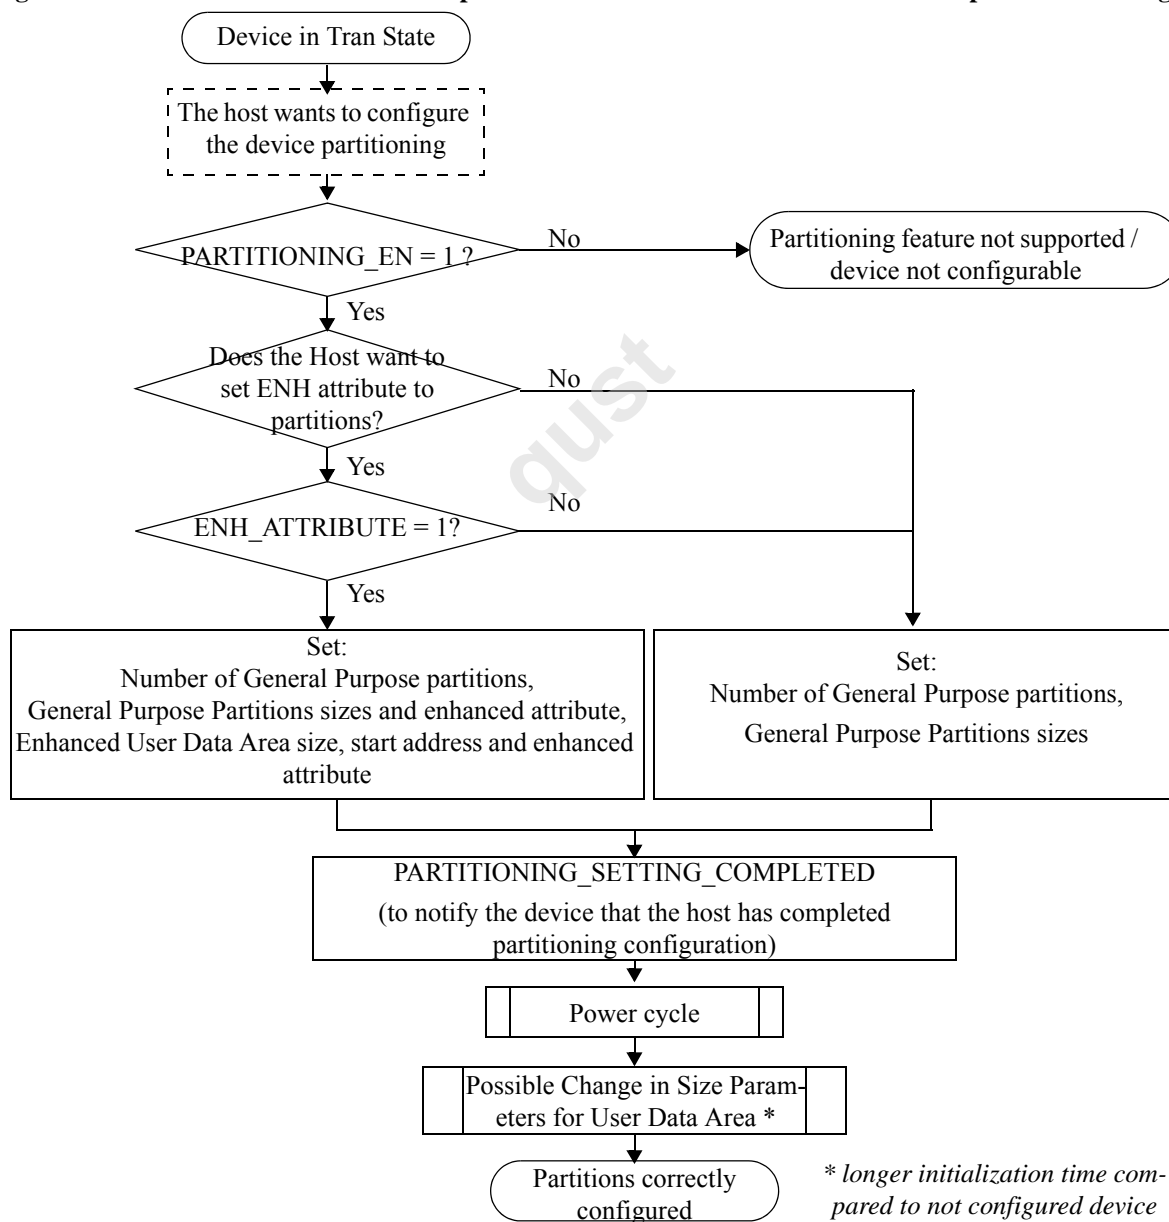 Device in Tran State
The host wants to configure
the device partitioning
PARTITIONING_EN = 1 ?
No
Partitioning feature not supported /
device not configurable
Yes
Does the Host want to
set ENH attribute to
partitions?
No
Yes
ENH_ATTRIBUTE = 1?
No
Yes
Set:
Number of General Purpose partitions,
General Purpose Partitions sizes and enhanced attribute,
Enhanced User Data Area size, start address and enhanced
attribute
Set:
Number of General Purpose partitions,
General Purpose Partitions sizes
PARTITIONING_SETTING_COMPLETED
(to notify the device that the host has completed
partitioning configuration)
Power cycle
Possible Change in Size Param-
eters for User Data Area *
Partitions correctly
configured
* longer initialization time com-
pared to not configured device
qust